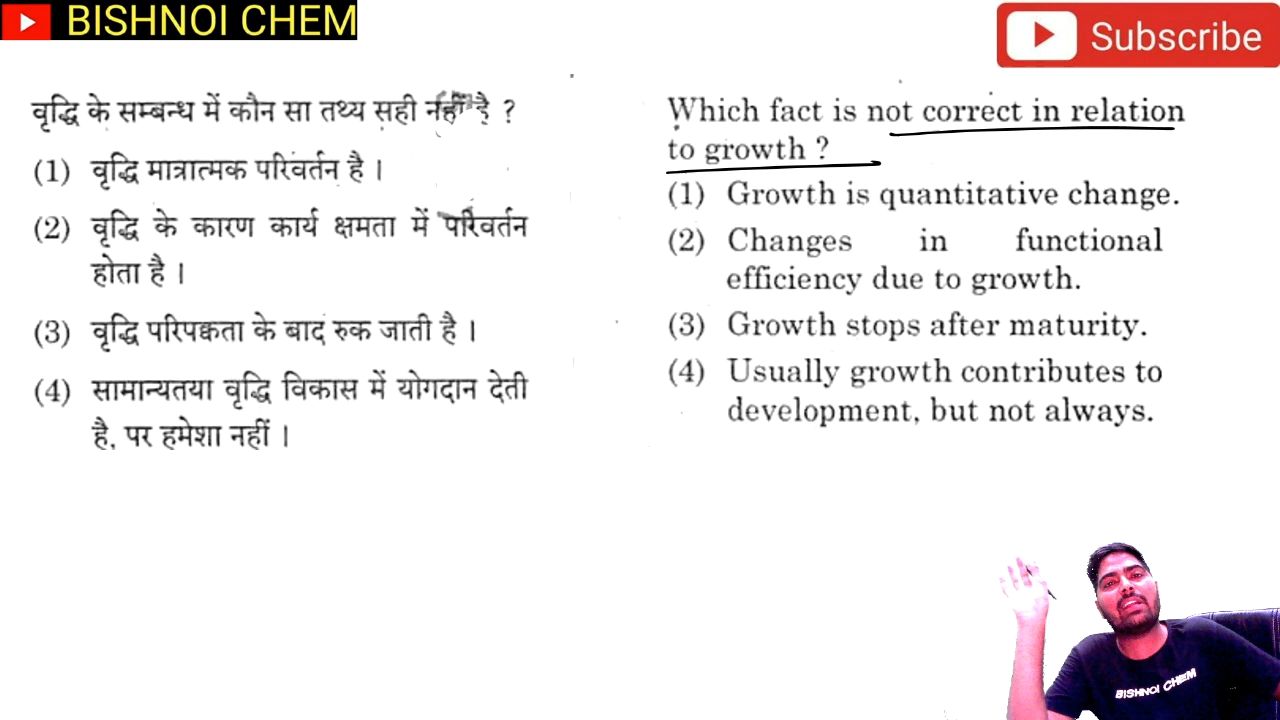 BISHNOI CHEM
Subscribe
वृद्धि के सम्बन्ध में कौन सा तथ्य सही नहीं है ?
(1) वृद्धि मात्रात्मक परिवर्तन है ।
(2) वृद्धि के कारण कार्य क्षमता में परिवर्तन
होता है ।
(3) वृद्धि परिपक्वता के बाद रुक जाती है ।
(4) सामान्यतया वृद्धि विकास में योगदान देती
है, पर हमेशा नहीं ।
Which fact is not correct in relation
to growth ?
(1) Growth is quantitative change.
(2) Changes in functional
efficiency due to growth.
(3) Growth stops after maturity.
(4) Usually growth contributes to
development, but not always.
BISHNOI CHEM